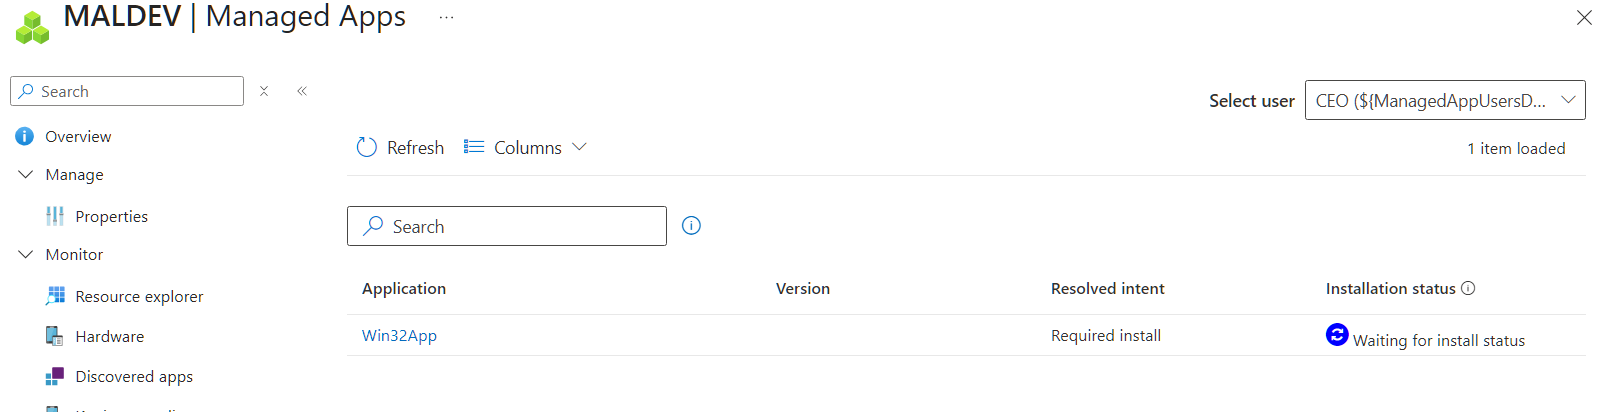 MALDEV | Managed Apps ...
Search
Select user CEO (${ManagedAppUsersD...
Overview
Refresh Columns 1 item loaded
Manage
Properties
Search
Monitor
Application Version Resolved intent Installation status
Resource explorer
Win32App Required install Waiting for install status
Hardware
Discovered apps